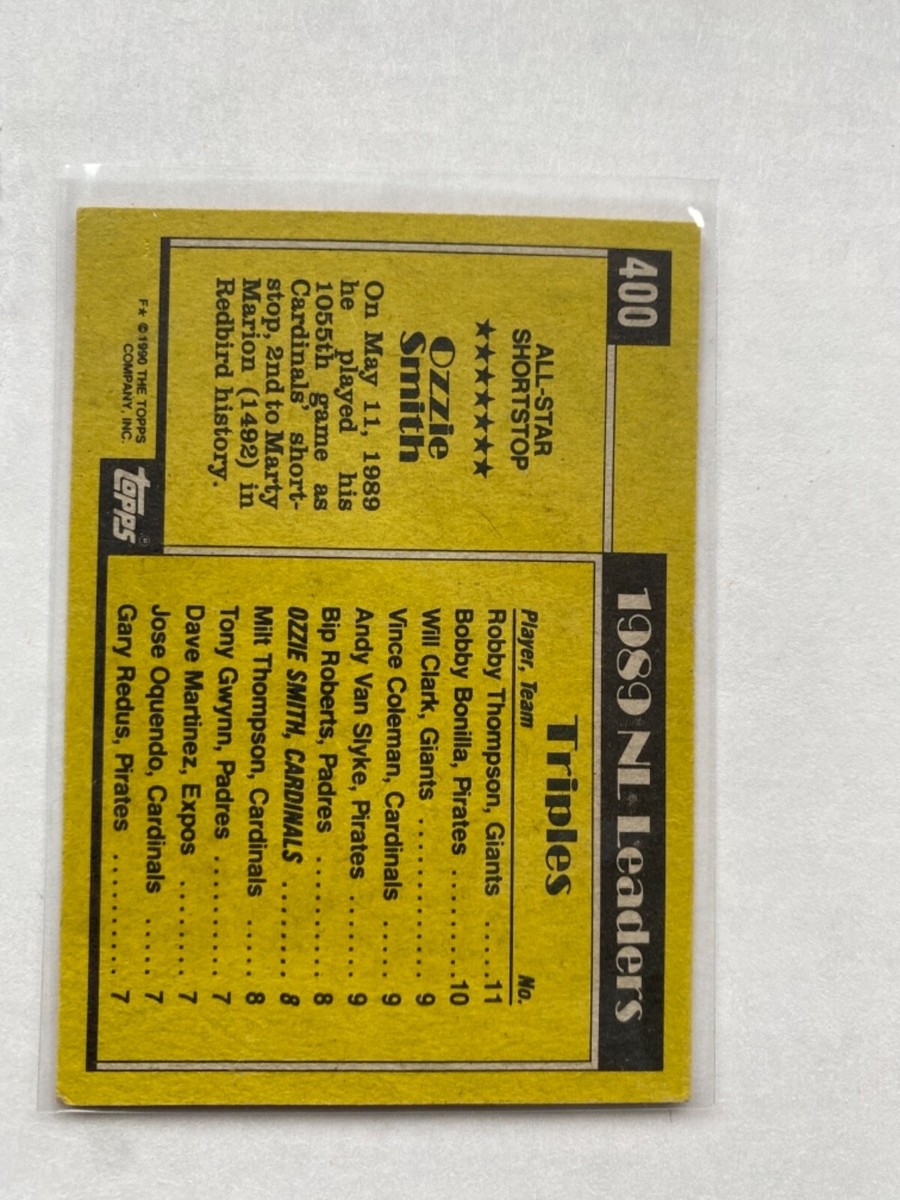 400
ALL-STAR
SHORTSTOP
★★★★★★
Ozzie
Smith
On May 11, 1989
he played his
1055th game as
Cardinals' short-
stop, 2nd to Marty
Marion (1492) in
Redbird history.
F★ ©1990 THE TOPPS
COMPANY, INC.
TOPPS®
1989 NL Leaders
Triples
Player, Team No.
Robby Thompson, Giants .....11
Bobby Bonilla, Pirates ........10
Will Clark, Giants ............ 9
Vince Coleman, Cardinals ..... 9
Andy Van Slyke, Pirates ....... 9
Bip Roberts, Padres .......... 8
OZZIE SMITH, CARDINALS ....... 8
Milt Thompson, Cardinals ..... 8
Tony Gwynn, Padres ......... 7
Dave Martinez, Expos ........ 7
Jose Oquendo, Cardinals ..... 7
Gary Redus, Pirates ......... 7